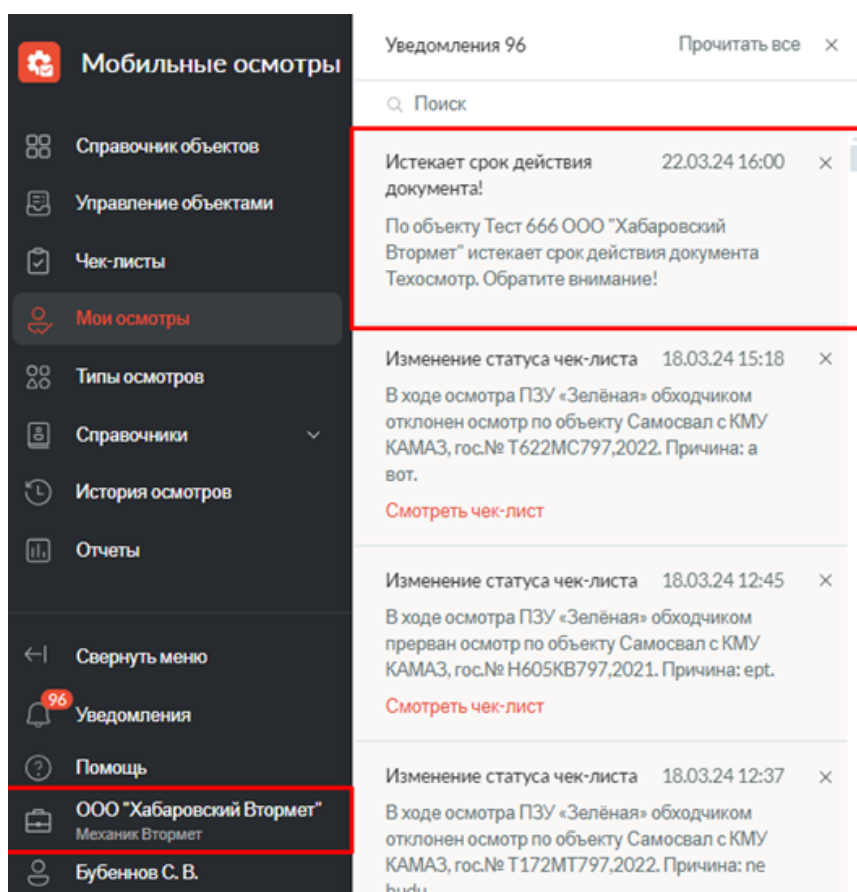 Мобильные осмотры
Справочник объектов
Управление объектами
Чек-листы
Мои осмотры
Типы осмотров
Справочники
История осмотров
Отчеты
Свернуть меню
96
Уведомления
Помощь
ООО "Хабаровский Втормет"
Механик Втормет
Бубеннов С. В.
Уведомления 96 Прочитать все
Поиск
Истекает срок действия 22.03.24 16:00
документа!
По объекту Тест 666 ООО "Хабаровский
Втормет" истекает срок действия документа
Техосмотр. Обратите внимание!
Изменение статуса чек-листа 18.03.24 15:18
В ходе осмотра ПЗУ «Зелёная» обходчиком
отклонен осмотр по объекту Самосвал с КМУ
КАМАЗ, гос.№ Т622МС797,2022. Причина: а
вот.
Смотреть чек-лист
Изменение статуса чек-листа 18.03.24 12:45
В ходе осмотра ПЗУ «Зелёная» обходчиком
прерван осмотр по объекту Самосвал с КМУ
КАМАЗ, гос.№ Н605КВ797,2021. Причина: ept.
Смотреть чек-лист
Изменение статуса чек-листа 18.03.24 12:37
В ходе осмотра ПЗУ «Зелёная» обходчиком
отклонен осмотр по объекту Самосвал с КМУ
КАМАЗ, гос.№ Т172МТ797,2022. Причина: ne
budu